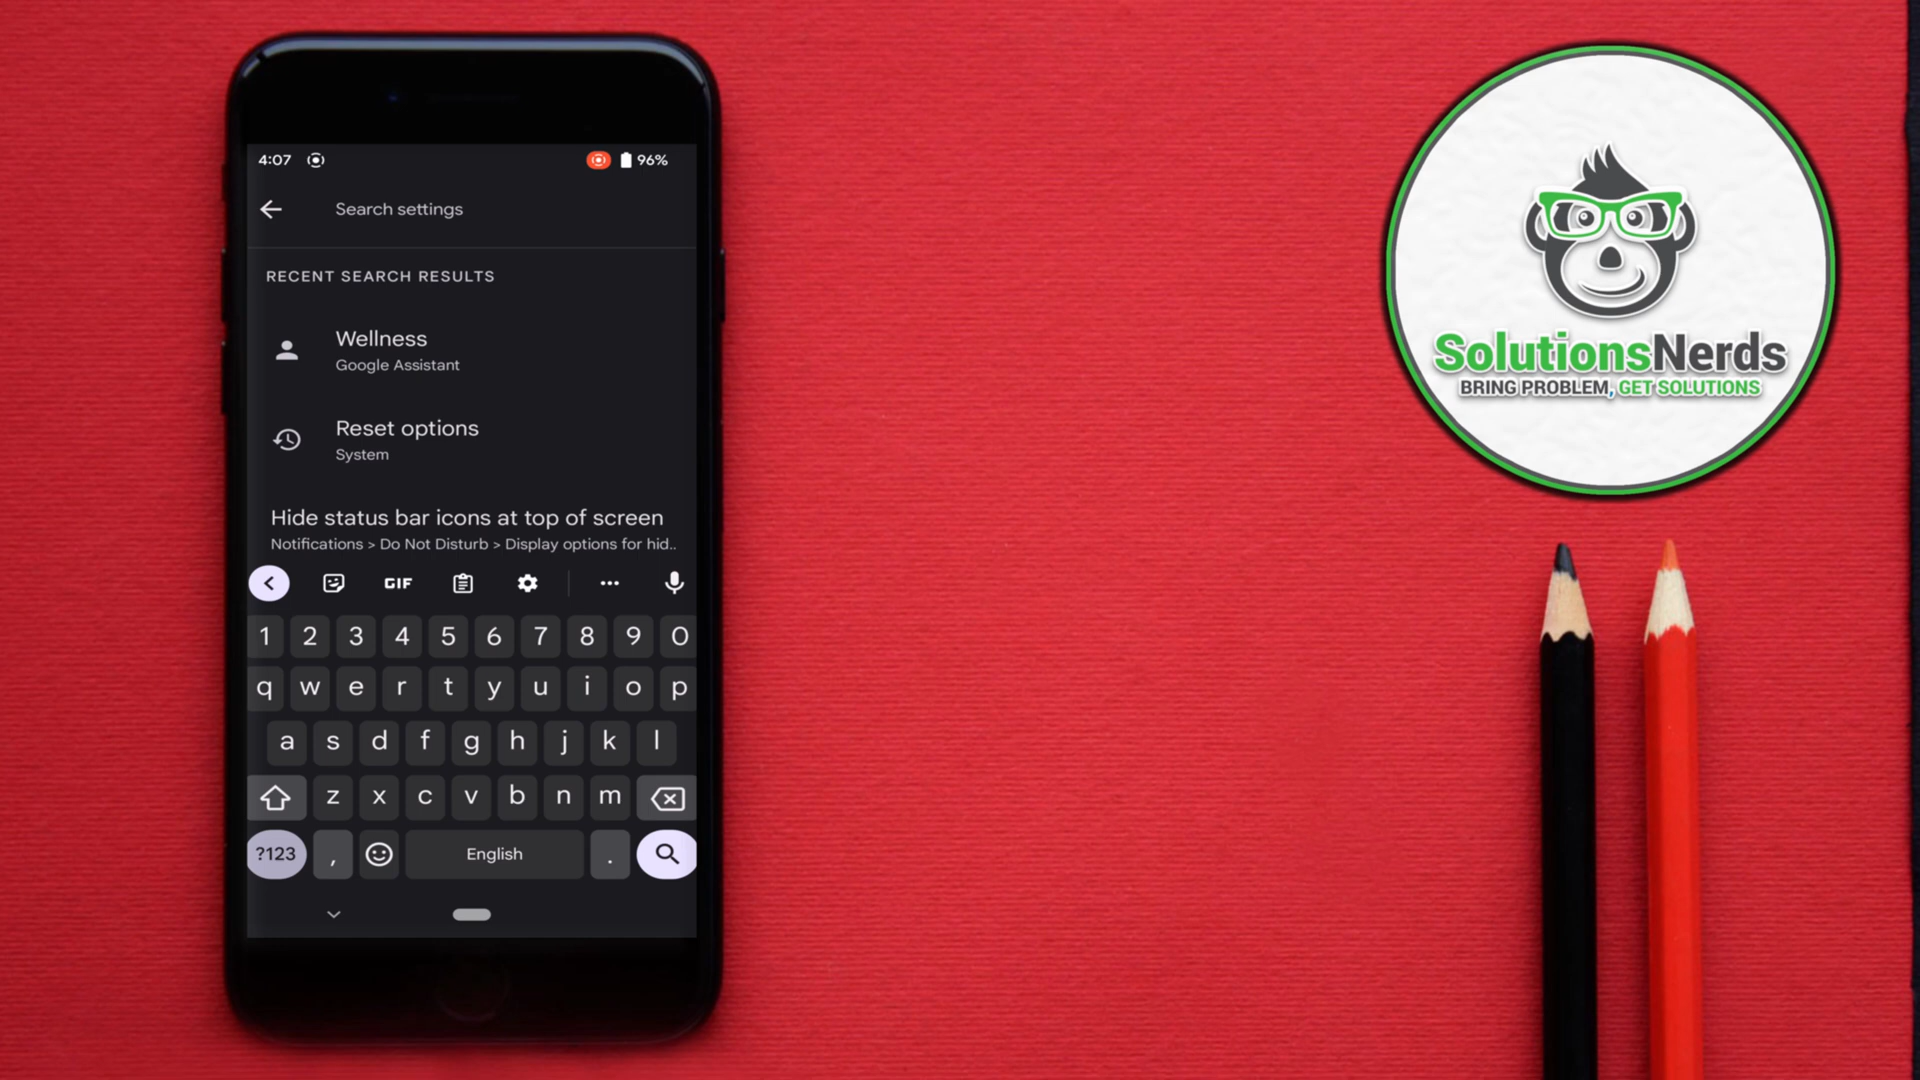 4:07
96%
Search settings
RECENT SEARCH RESULTS
Wellness
Google Assistant
Reset options
System
Hide status bar icons at top of screen
Notifications > Do Not Disturb > Display options for hid..
GIF
1 2 3 4 5 6 7 8 9 0
q w e r t y u i o p
a s d f g h j k l
z x c v b n m
?123 , English .
SolutionsNerds
BRING PROBLEM, GET SOLUTIONS